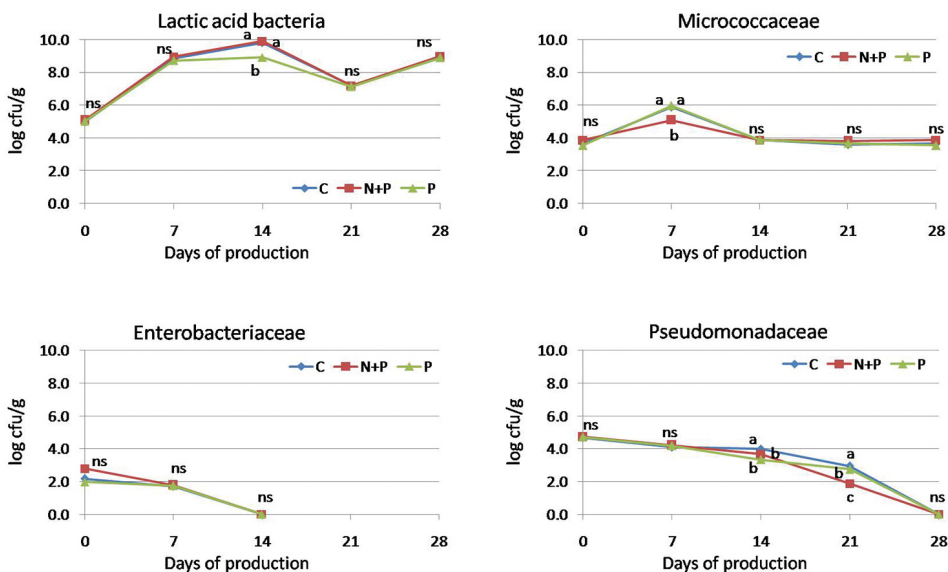 Lactic acid bacteria
10.0
8.0
6.0
4.0
2.0
0.0
log cfu/g
ns
ns
a
a
b
ns
ns
C N+P P
0 7 14 21 28
Days of production
Micrococcaceae
10.0
8.0
6.0
4.0
2.0
0.0
log cfu/g
C N+P P
ns
a a
b
ns
ns
ns
0 7 14 21 28
Days of production
Enterobacteriaceae
10.0
8.0
6.0
4.0
2.0
0.0
log cfu/g
C N+P P
ns
ns
ns
0 7 14 21 28
Days of production
Pseudomonadaceae
10.0
8.0
6.0
4.0
2.0
0.0
log cfu/g
C N+P P
ns
ns
a
b
b
a
b
c
ns
0 7 14 21 28
Days of production